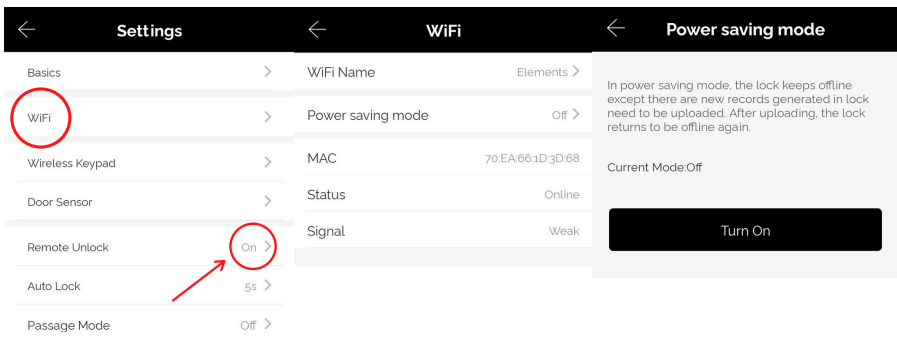 Settings
Basics
WiFi
Wireless Keypad
Door Sensor
Remote Unlock On
Auto Lock 5s
Passage Mode Off
WiFi
WiFi Name Elements
Power saving mode Off
MAC 70:EA:66:1D:3D:68
Status Online
Signal Weak
Power saving mode
In power saving mode, the lock keeps offline
except there are new records generated in lock
need to be uploaded. After uploading, the lock
returns to be offline again.
Current Mode:Off
Turn On